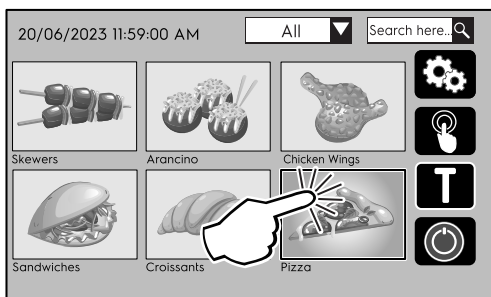 20/06/2023 11:59:00 AM All Search here...
Skewers Arancino Chicken Wings
T
Sandwiches Croissants Pizza